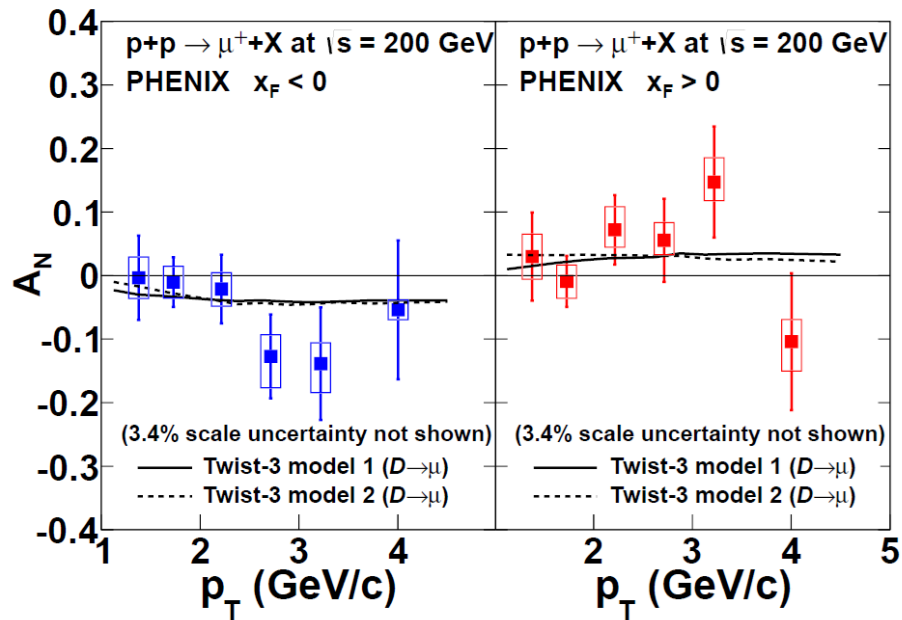 p+p → μ⁺+X at √s = 200 GeV
PHENIX x_F < 0
p+p → μ⁺+X at √s = 200 GeV
PHENIX x_F > 0
0.4
0.3
0.2
0.1
0
-0.1
-0.2
-0.3
-0.4
A_N
(3.4% scale uncertainty not shown)
Twist-3 model 1 (D→μ)
Twist-3 model 2 (D→μ)
(3.4% scale uncertainty not shown)
Twist-3 model 1 (D→μ)
Twist-3 model 2 (D→μ)
1 2 3 4
2 3 4 5
p_T (GeV/c)
p_T (GeV/c)